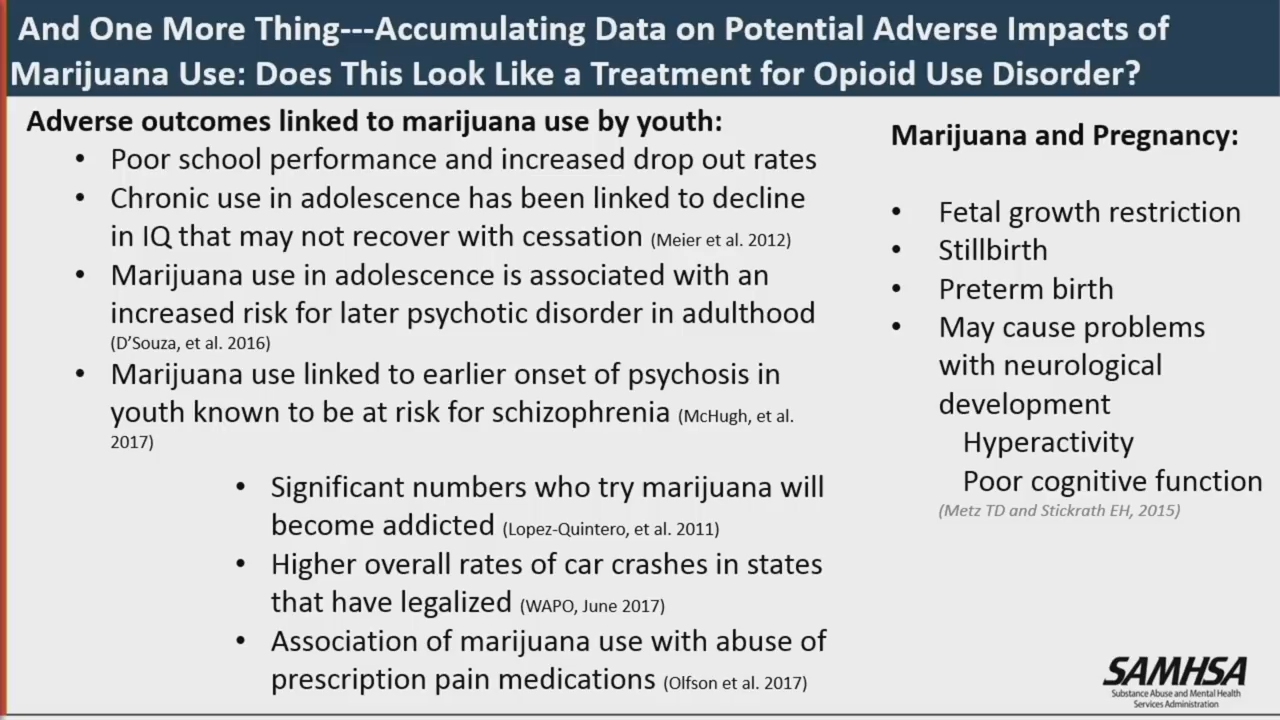 And One More Thing---Accumulating Data on Potential Adverse Impacts of
Marijuana Use: Does This Look Like a Treatment for Opioid Use Disorder?
Adverse outcomes linked to marijuana use by youth:
• Poor school performance and increased drop out rates
• Chronic use in adolescence has been linked to decline
in IQ that may not recover with cessation (Meier et al. 2012)
• Marijuana use in adolescence is associated with an
increased risk for later psychotic disorder in adulthood
(D'Souza, et al. 2016)
• Marijuana use linked to earlier onset of psychosis in
youth known to be at risk for schizophrenia (McHugh, et al.
2017)
• Significant numbers who try marijuana will
become addicted (Lopez-Quintero, et al. 2011)
• Higher overall rates of car crashes in states
that have legalized (WAPO, June 2017)
• Association of marijuana use with abuse of
prescription pain medications (Olfson et al. 2017)
Marijuana and Pregnancy:
• Fetal growth restriction
• Stillbirth
• Preterm birth
• May cause problems
with neurological
development
Hyperactivity
Poor cognitive function
(Metz TD and Stickrath EH, 2015)
SAMHSA
Substance Abuse and Mental Health
Services Administration